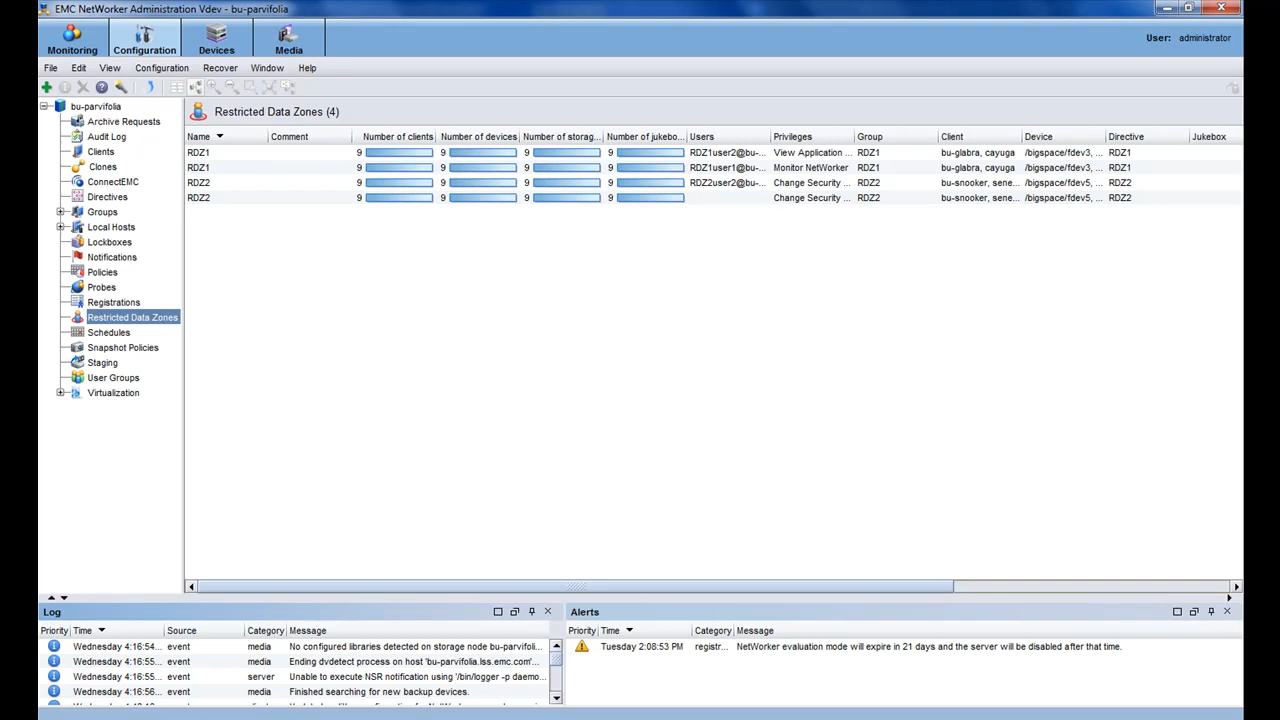 EMC NetWorker Administration Vdev - bu-parvifolia
Monitoring Configuration Devices Media
User: administrator
File Edit View Configuration Recover Window Help
bu-parvifolia
Archive Requests
Audit Log
Clients
Clones
ConnectEMC
Directives
Groups
Local Hosts
Lockboxes
Notifications
Policies
Probes
Registrations
Restricted Data Zones
Schedules
Snapshot Policies
Staging
User Groups
Virtualization
Restricted Data Zones (4)
Name Comment Number of clients Number of devices Number of storag... Number of jukebo... Users Privileges Group Client Device Directive Jukebox
RDZ1 9 9 9 9 RDZ1user2@bu-... View Application ... RDZ1 bu-glabra, cayuga /bigspace/fdev3, ... RDZ1
RDZ1 9 9 9 9 RDZ1user1@bu-... Monitor NetWorker RDZ1 bu-glabra, cayuga /bigspace/fdev3, ... RDZ1
RDZ2 9 9 9 9 RDZ2user2@bu-... Change Security ... RDZ2 bu-snooker, sene... /bigspace/fdev5, ... RDZ2
RDZ2 9 9 9 9 Change Security ... RDZ2 bu-snooker, sene... /bigspace/fdev5, ... RDZ2
Log
Priority Time Source Category Message
Wednesday 4:16:54... event media No configured libraries detected on storage node bu-parvifoli...
Wednesday 4:16:55... event media Ending dvdetect process on host 'bu-parvifolia.lss.emc.com'...
Wednesday 4:16:55... event server Unable to execute NSR notification using '/bin/logger -p daemo...
Wednesday 4:16:56... event media Finished searching for new backup devices.
Alerts
Priority Time Category Message
Tuesday 2:08:53 PM registr... NetWorker evaluation mode will expire in 21 days and the server will be disabled after that time.